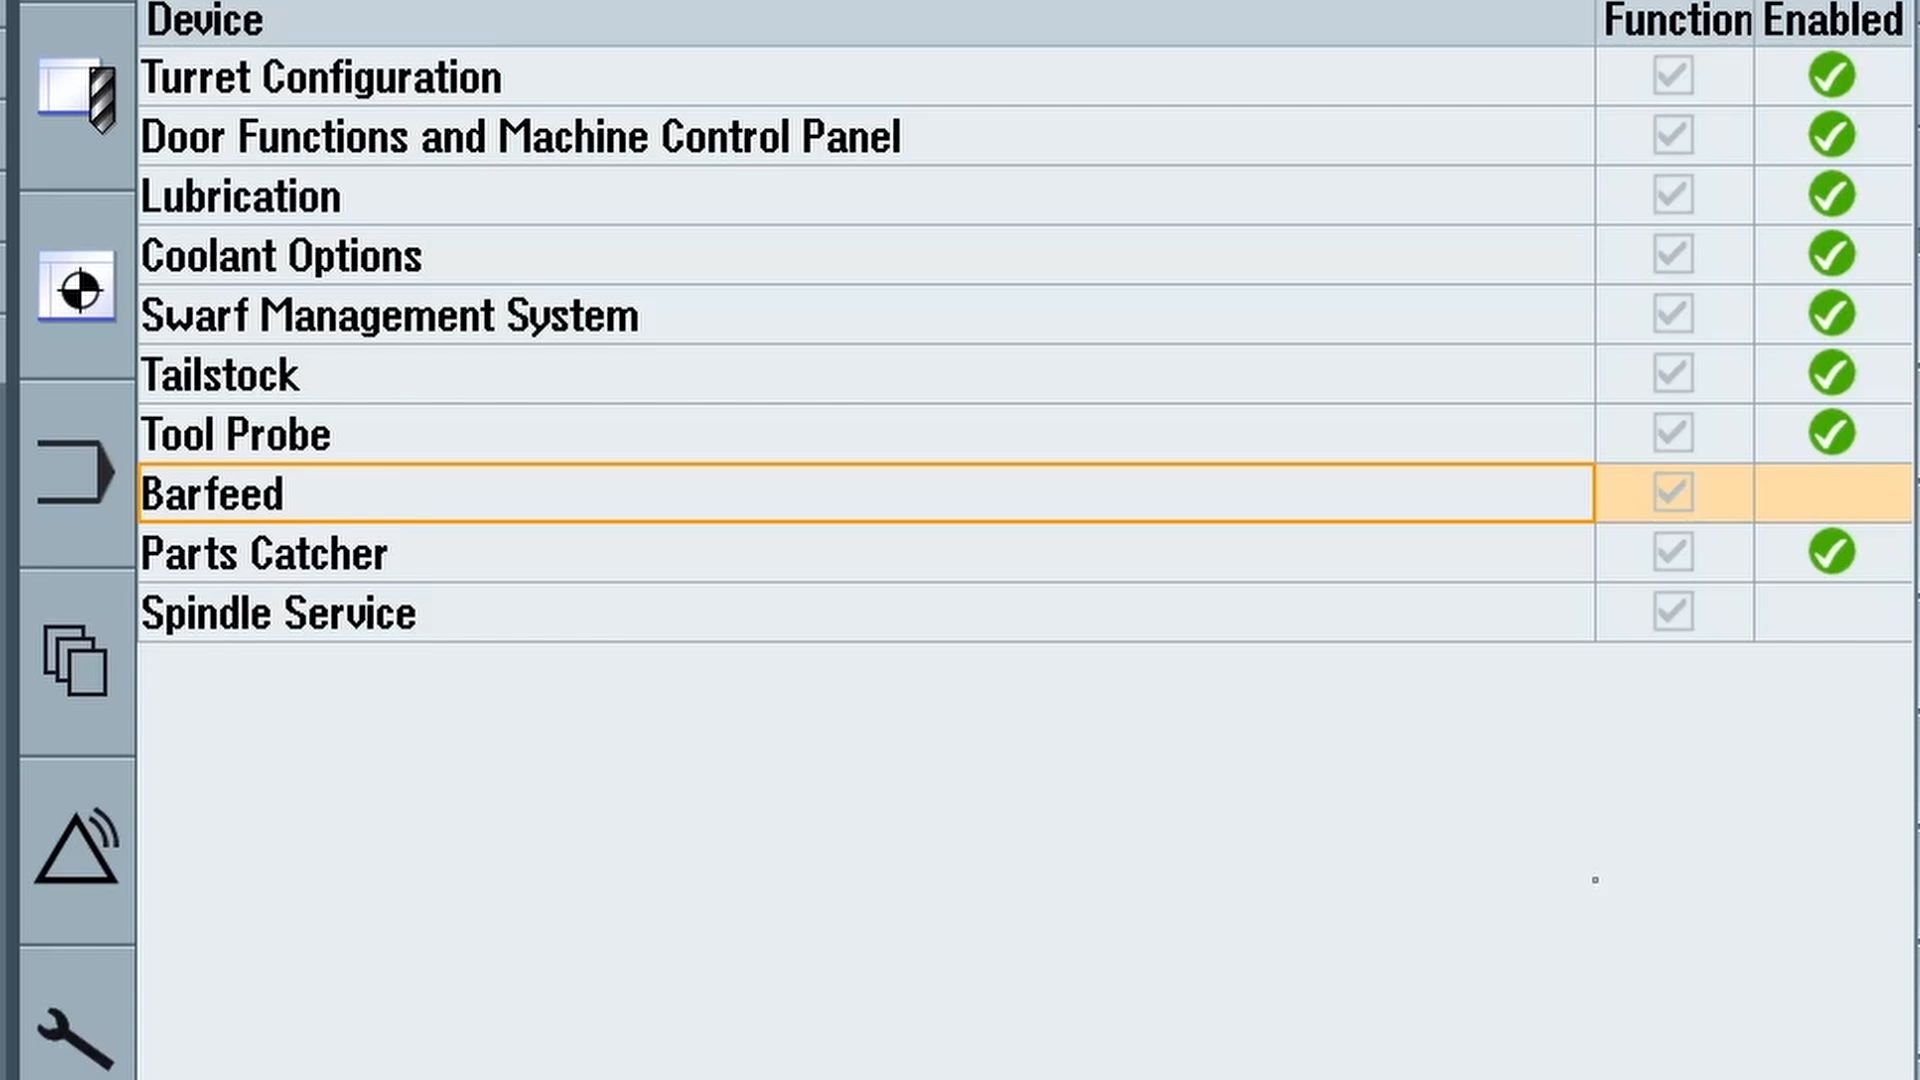 Device Function Enabled
Turret Configuration
Door Functions and Machine Control Panel
Lubrication
Coolant Options
Swarf Management System
Tailstock
Tool Probe
Barfeed
Parts Catcher
Spindle Service